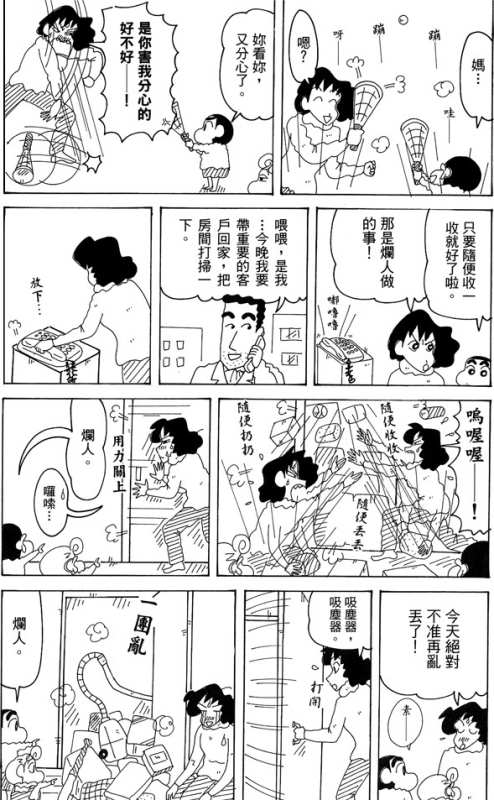 媽…
蹦
蹦
呀
哇
嗯?
妳看妳,
又分心了。
是你害我分心的
好不好——!
只要隨便收一
收就好了啦。
那是爛人做
的事!
嘟嚕嚕
喂喂,是我
…今晚我要
帶重要的客
戶回家,把
房間打掃一
下。
放下…
嗚喔喔——!
隨便收收
隨便丟丟
隨便扔扔
用力關上
爛人。
囉嗦…
今天絕對
不准再亂
丟了!
素——
吸塵器,
吸塵器。
打開
一團亂
爛人。